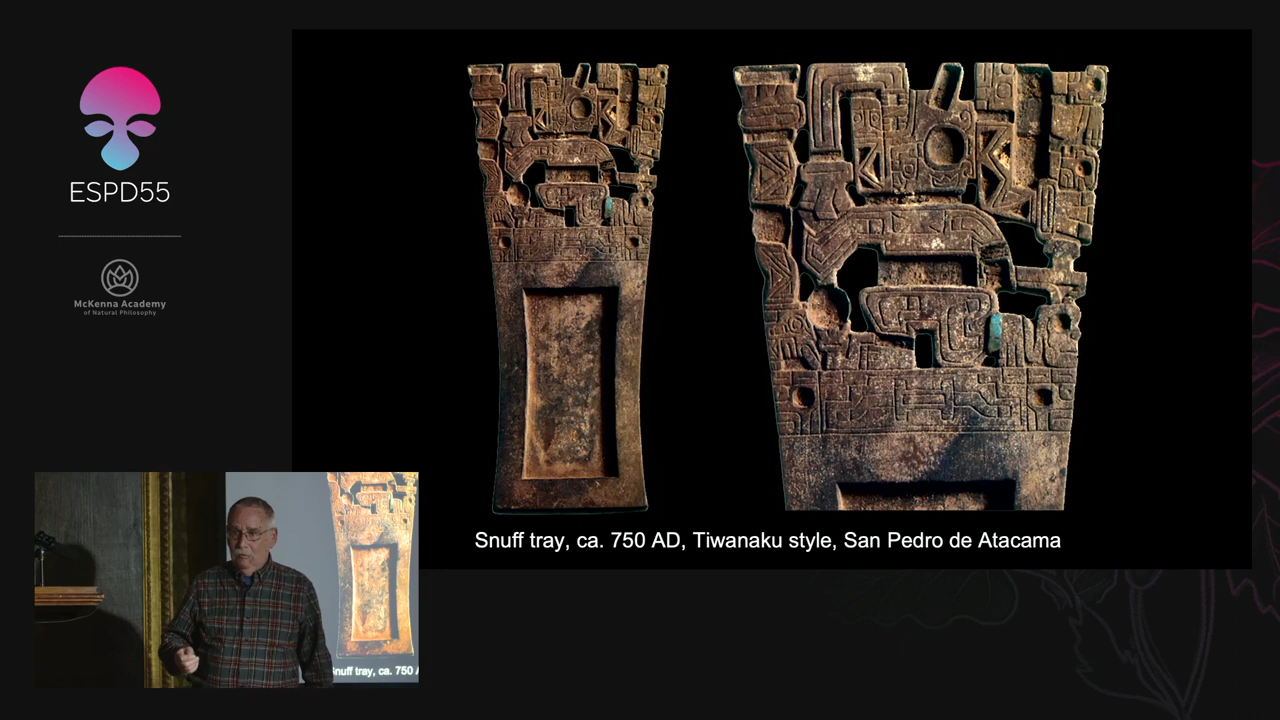 ESPD55
McKenna Academy
of Natural Philosophy
Snuff tray, ca. 750 AD, Tiwanaku style, San Pedro de Atacama
Snuff tray, ca. 750 A